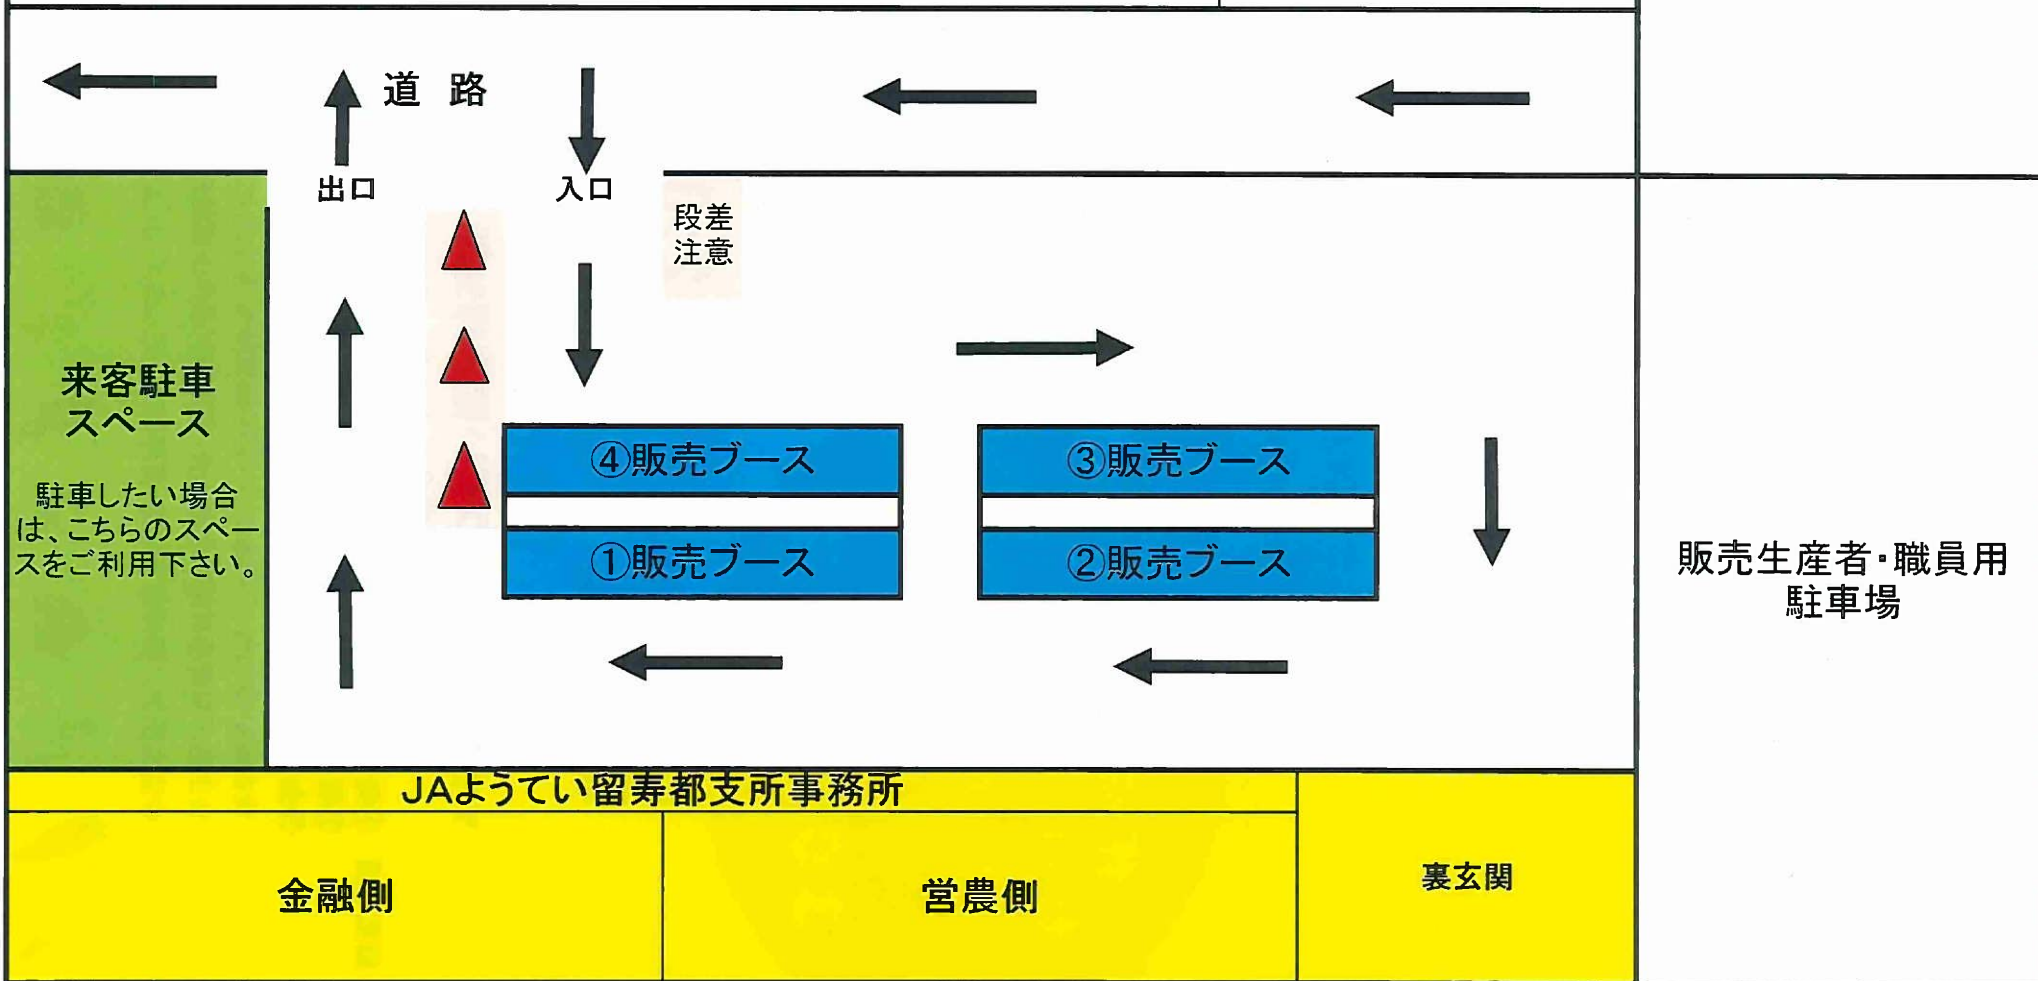 道 路
出口
入口
段差
注意
来客駐車
スペース
駐車したい場合
は、こちらのスペー
スをご利用下さい。
④販売ブース
③販売ブース
①販売ブース
②販売ブース
販売生産者・職員用
駐車場
JAようてい留寿都支所事務所
金融側
営農側
裏玄関